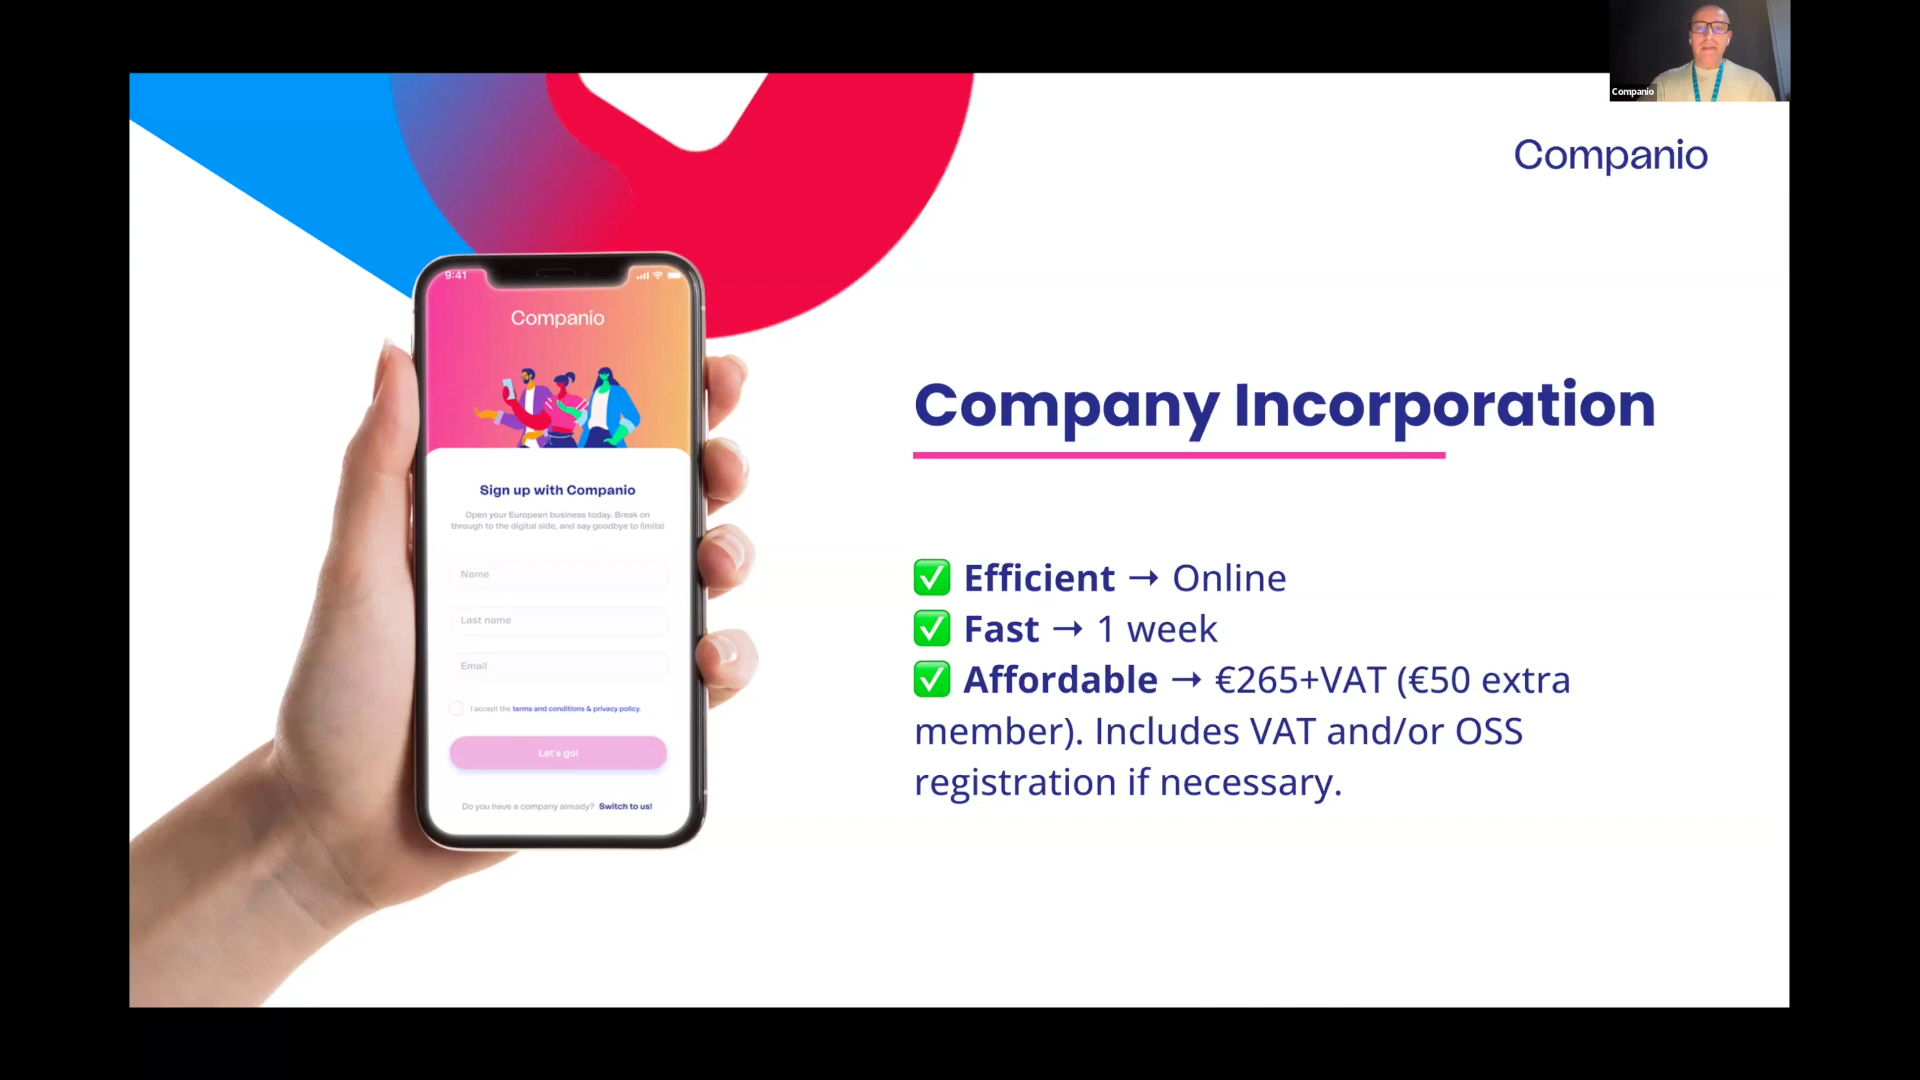 Companio
Companio
9:41
Companio
Sign up with Companio
Open your European business today. Break on
through to the digital side, and say goodbye to limits!
Name
Last name
Email
I accept the terms and conditions & privacy policy.
Let's go!
Do you have a company already? Switch to us!
Company Incorporation
✅ Efficient → Online
✅ Fast → 1 week
✅ Affordable → €265+VAT (€50 extra
member). Includes VAT and/or OSS
registration if necessary.